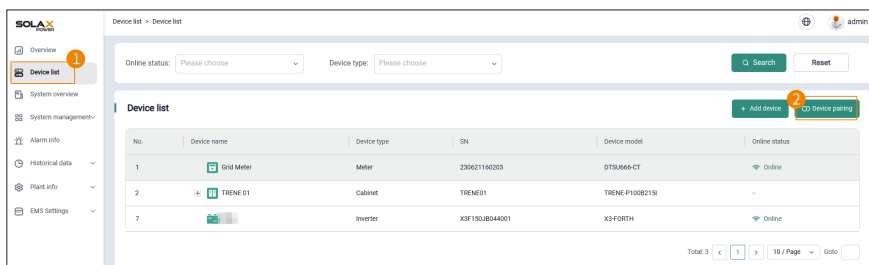 SOLAX
POWER
Device list > Device list
admin
Overview
1
Device list
System overview
System management
Alarm info
Historical data
Plant info
EMS Settings
Online status: Please choose
Device type: Please choose
Search
Reset
Device list
2
+ Add device
Device pairing
No. Device name Device type SN Device model Online status
1 Grid Meter Meter 230621160203 DTSU666-CT Online
2 TRENE 01 Cabinet TRENE01 TRENE-P100B215I --
7 Inverter X3F150JB044001 X3-FORTH Online
Total: 3 < 1 > 10 / Page Goto